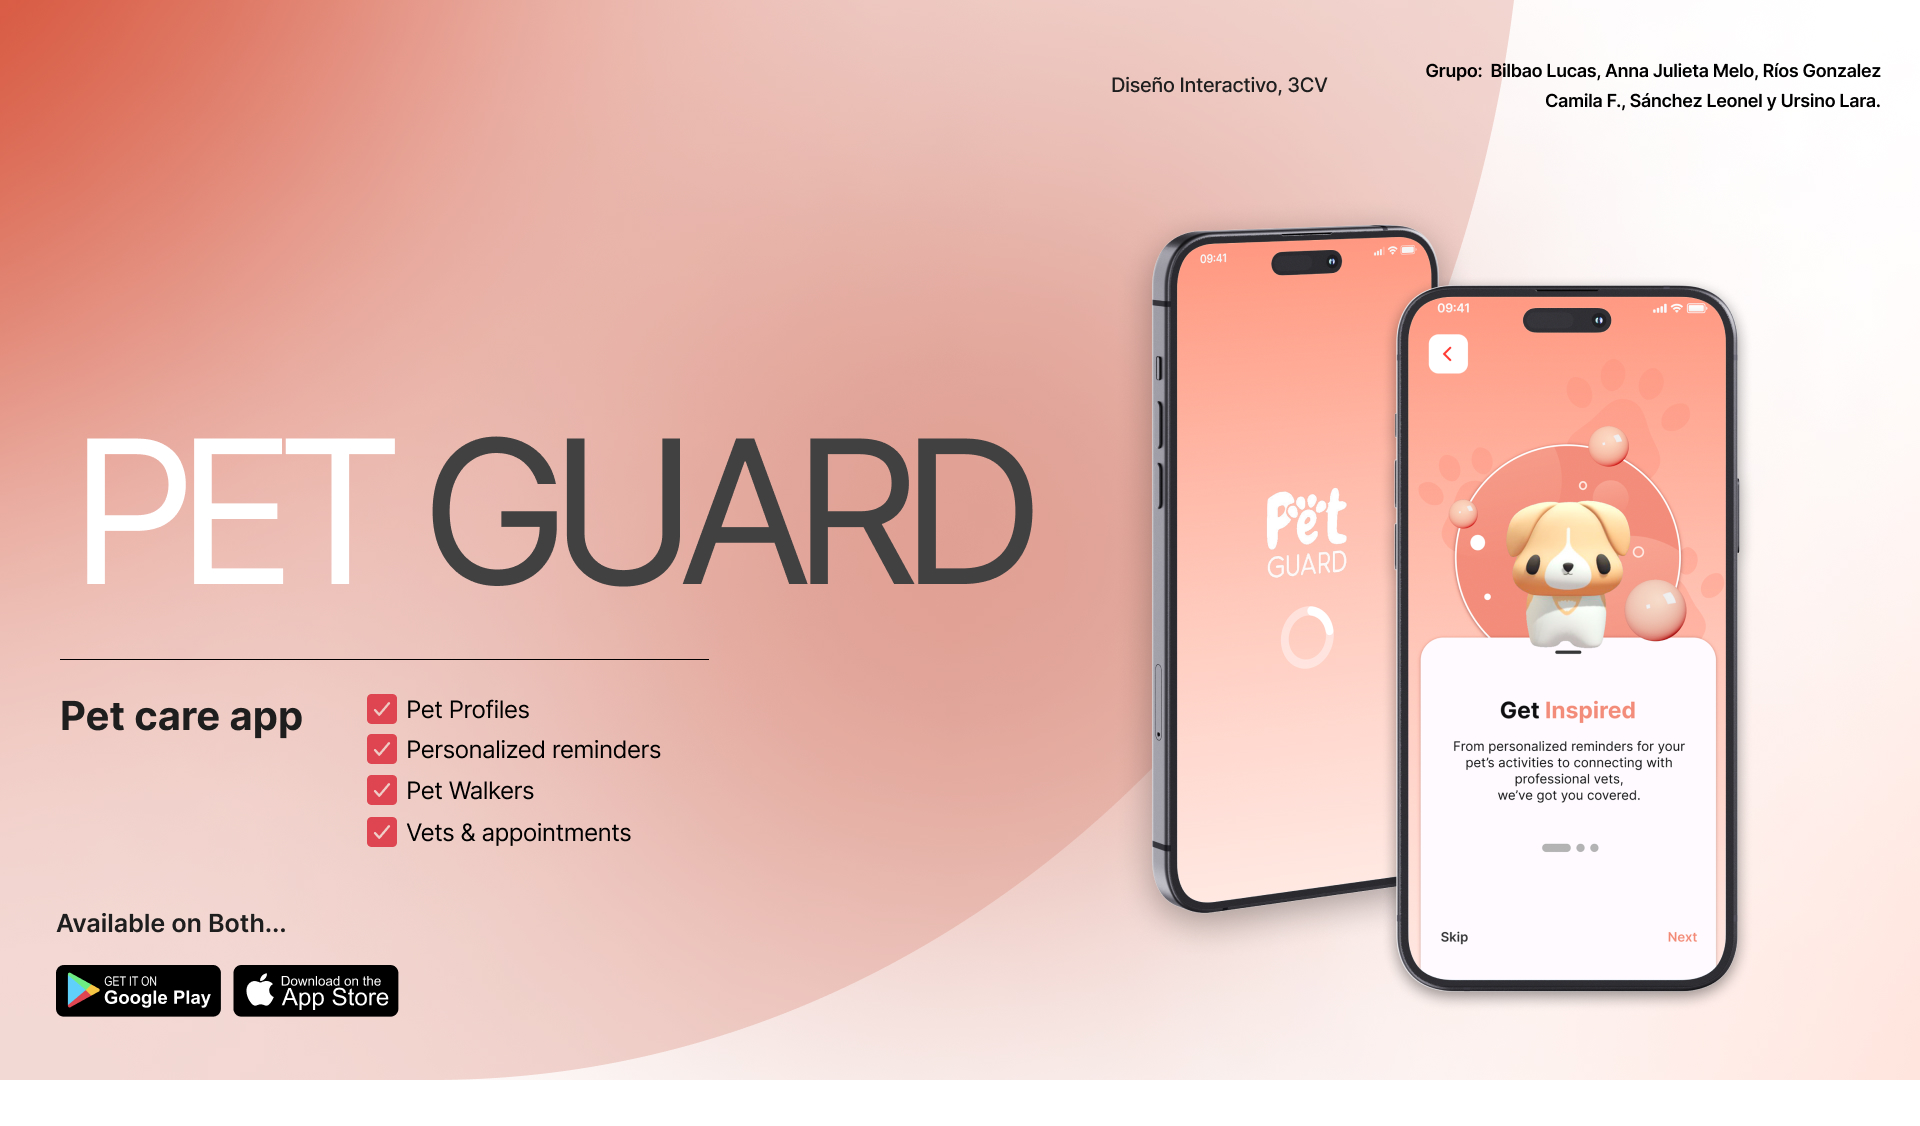 Diseño Interactivo, 3CV
Grupo: Bilbao Lucas, Anna Julieta Melo, Ríos Gonzalez
Camila F., Sánchez Leonel y Ursino Lara.
PET GUARD
Pet care app
Pet Profiles
Personalized reminders
Pet Walkers
Vets & appointments
Available on Both...
GET IT ON
Google Play
Download on the
App Store
09:41
Pet
GUARD
09:41
Get Inspired
From personalized reminders for your
pet's activities to connecting with
professional vets,
we've got you covered.
Skip
Next